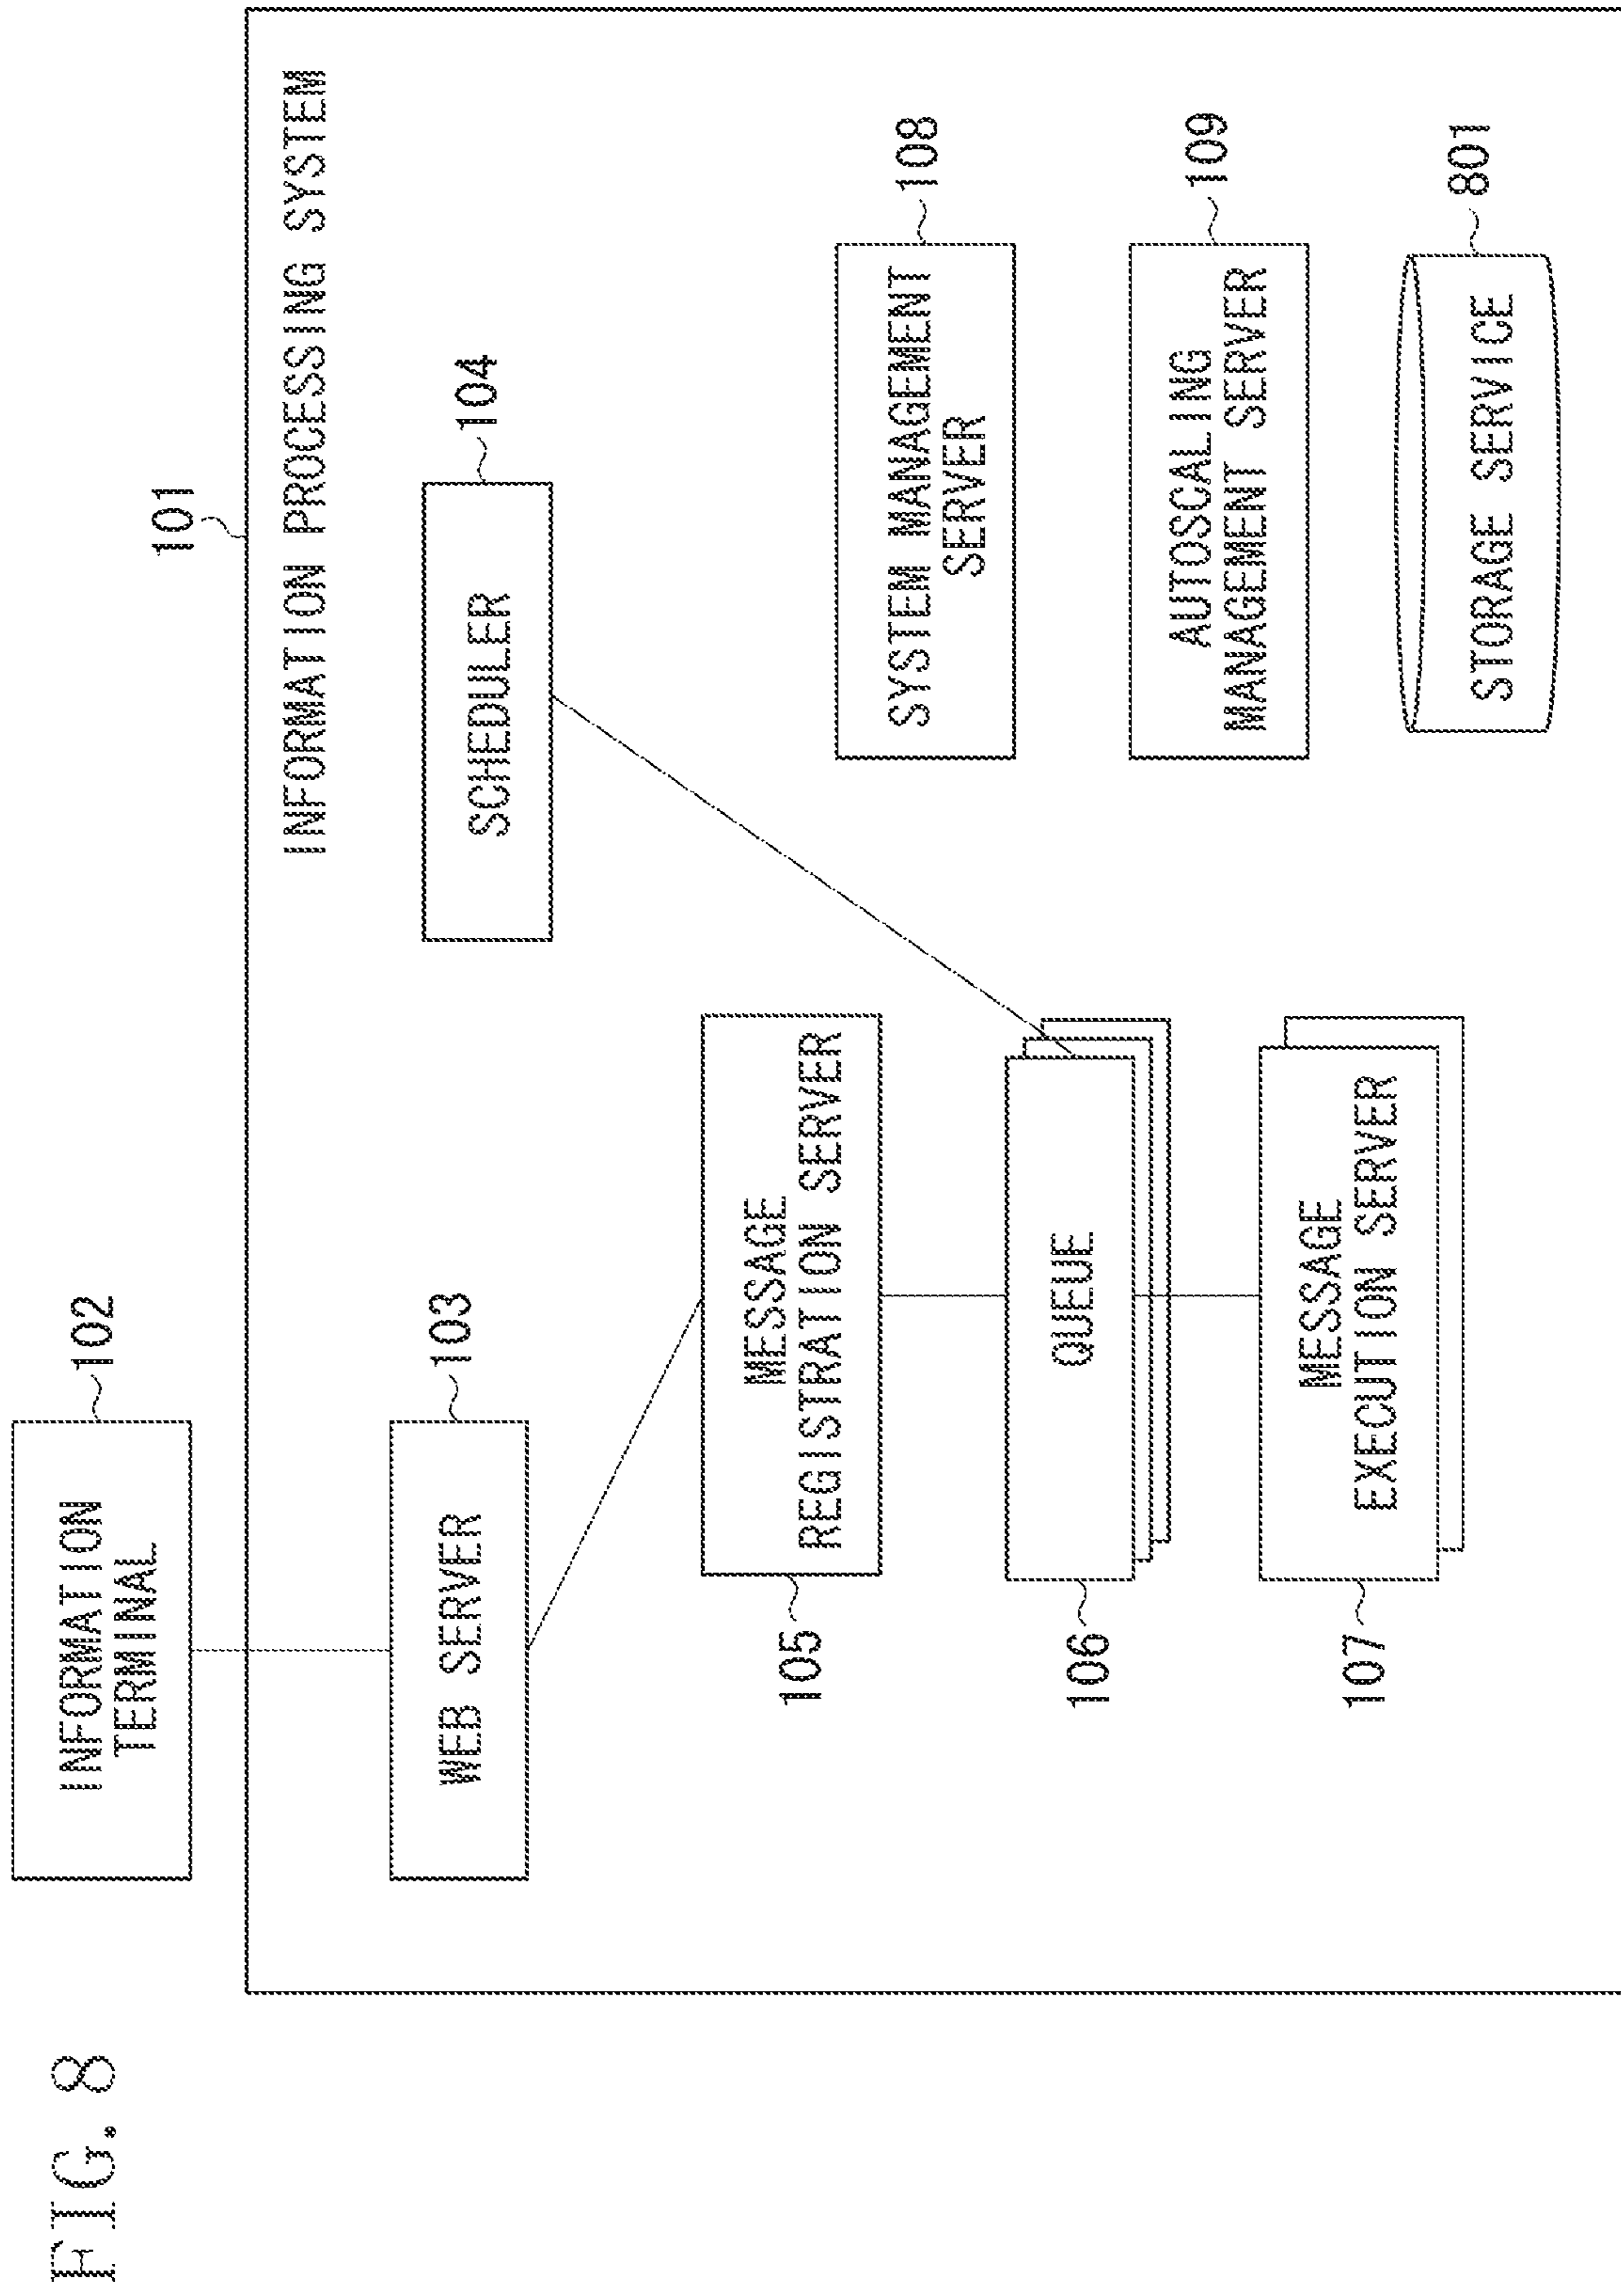 FIG. 8
101
INFORMATION PROCESSING SYSTEM
102
INFORMATION
TERMINAL
103
WEB SERVER
104
SCHEDULER
105
MESSAGE
REGISTRATION SERVER
106
QUEUE
107
MESSAGE
EXECUTION SERVER
108
SYSTEM MANAGEMENT
SERVER
109
AUTOSCALING
MANAGEMENT SERVER
801
STORAGE SERVICE